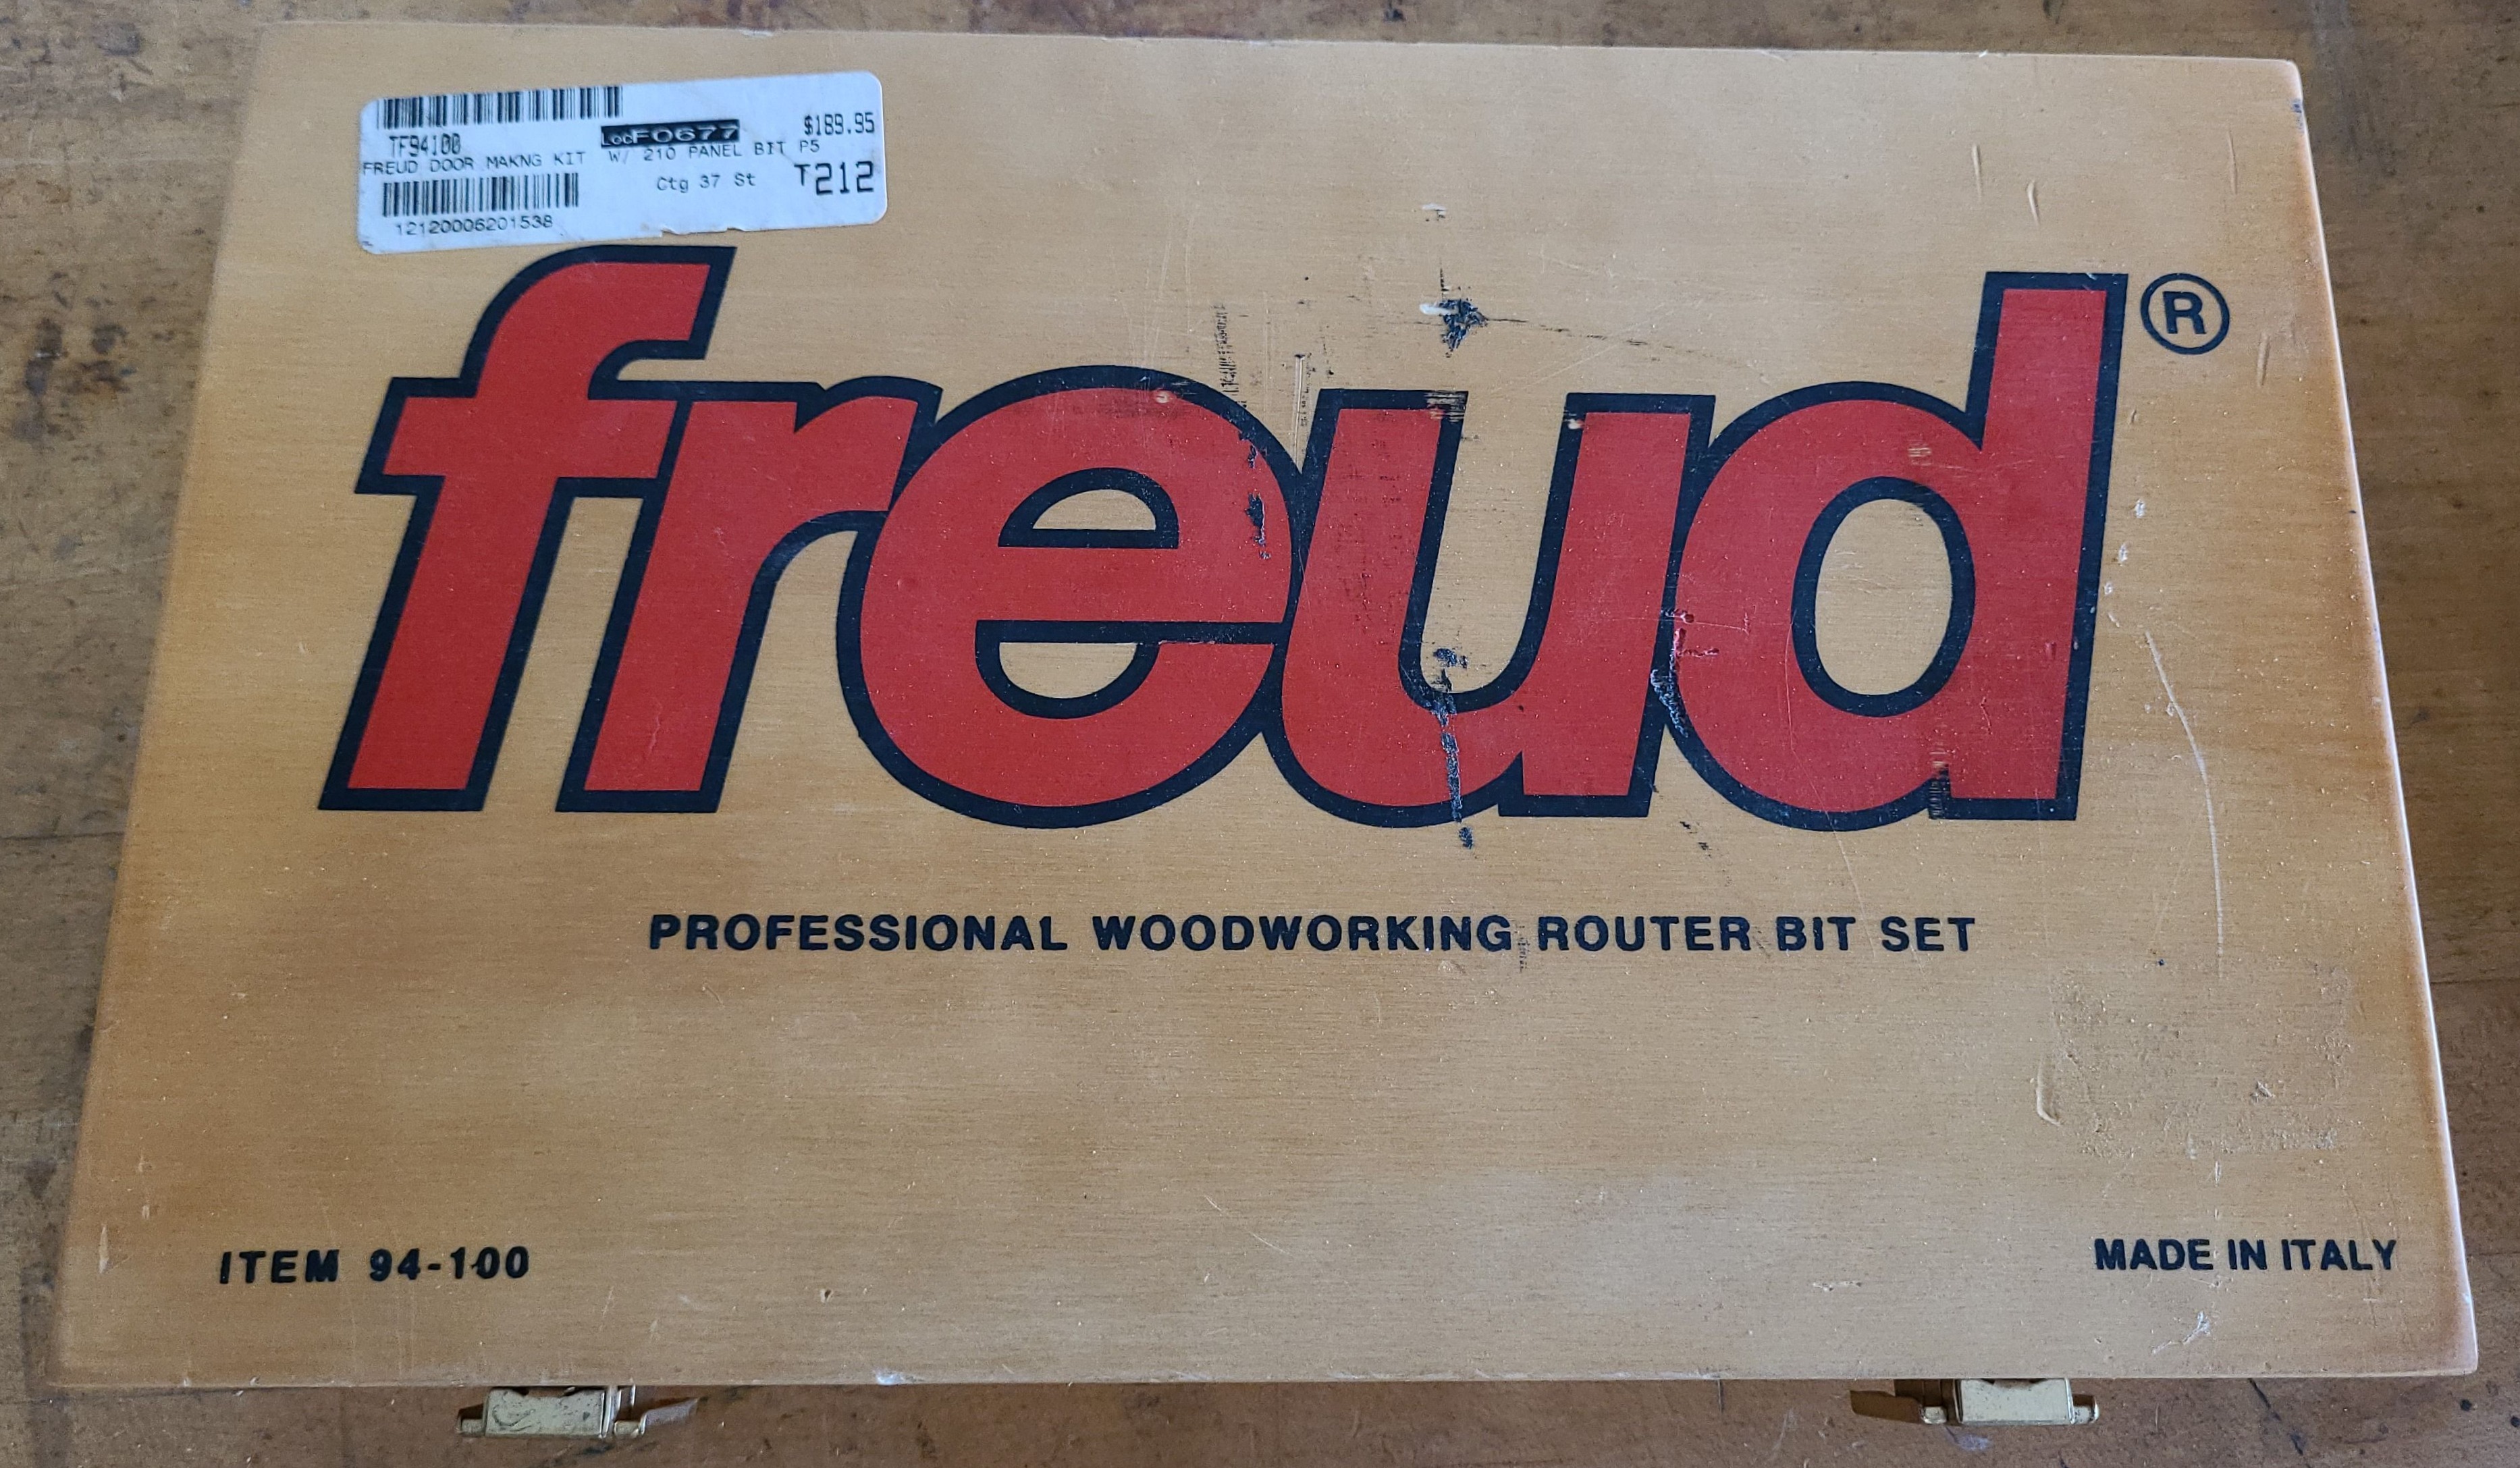 TF94100 LocF0677 $189.95
FREUD DOOR MAKNG KIT W/ 210 PANEL BIT P5
Ctg 37 St T212
12120006201538
freud®
PROFESSIONAL WOODWORKING ROUTER BIT SET
ITEM 94-100
MADE IN ITALY